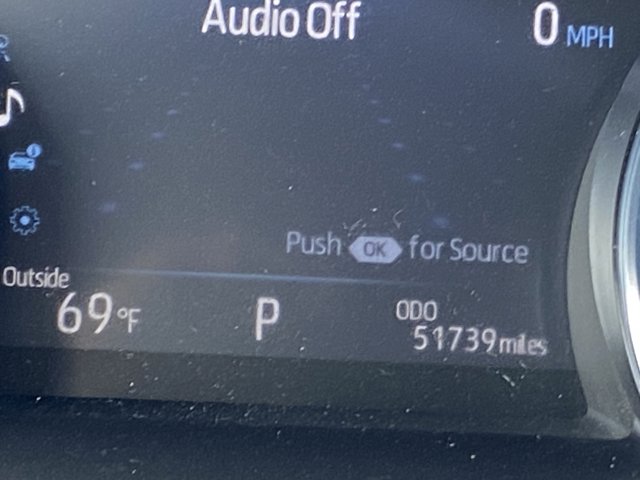 Audio Off
0 MPH
Push OK for Source
Outside
69°F
P
ODO
51739 miles